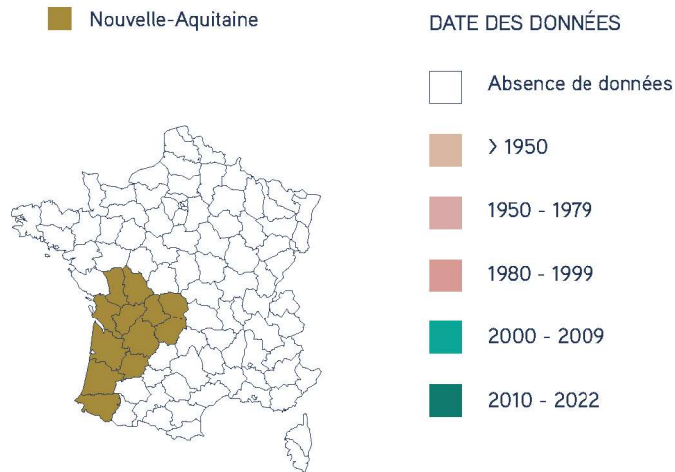 Nouvelle-Aquitaine
DATE DES DONNÉES
Absence de données
> 1950
1950 - 1979
1980 - 1999
2000 - 2009
2010 - 2022